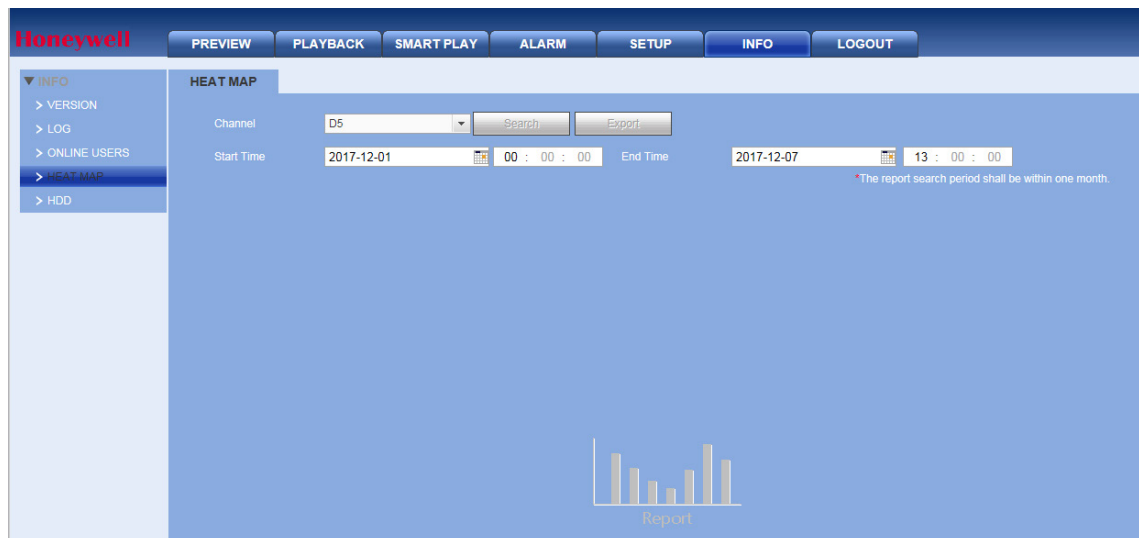 Honeywell
PREVIEW PLAYBACK SMART PLAY ALARM SETUP INFO LOGOUT
INFO
> VERSION
> LOG
> ONLINE USERS
> HEAT MAP
> HDD
HEAT MAP
Channel D5 Search Export
Start Time 2017-12-01 00 : 00 : 00 End Time 2017-12-07 13 : 00 : 00
*The report search period shall be within one month.
Report